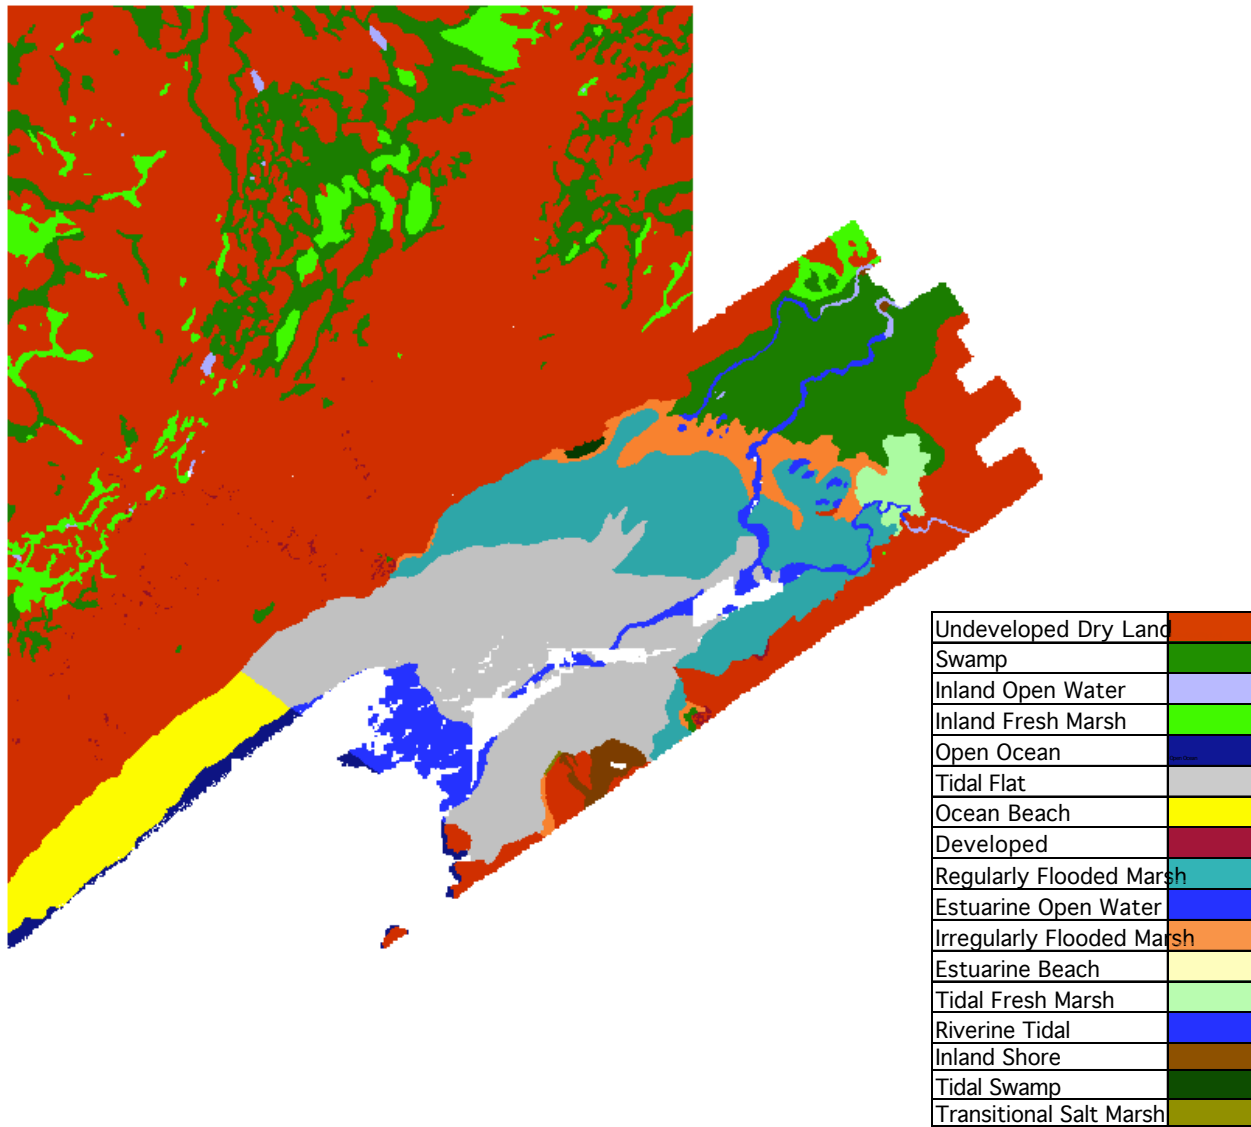 Undeveloped Dry Land
Swamp
Inland Open Water
Inland Fresh Marsh
Open Ocean
Tidal Flat
Ocean Beach
Developed
Regularly Flooded Marsh
Estuarine Open Water
Irregularly Flooded Marsh
Estuarine Beach
Tidal Fresh Marsh
Riverine Tidal
Inland Shore
Tidal Swamp
Transitional Salt Marsh